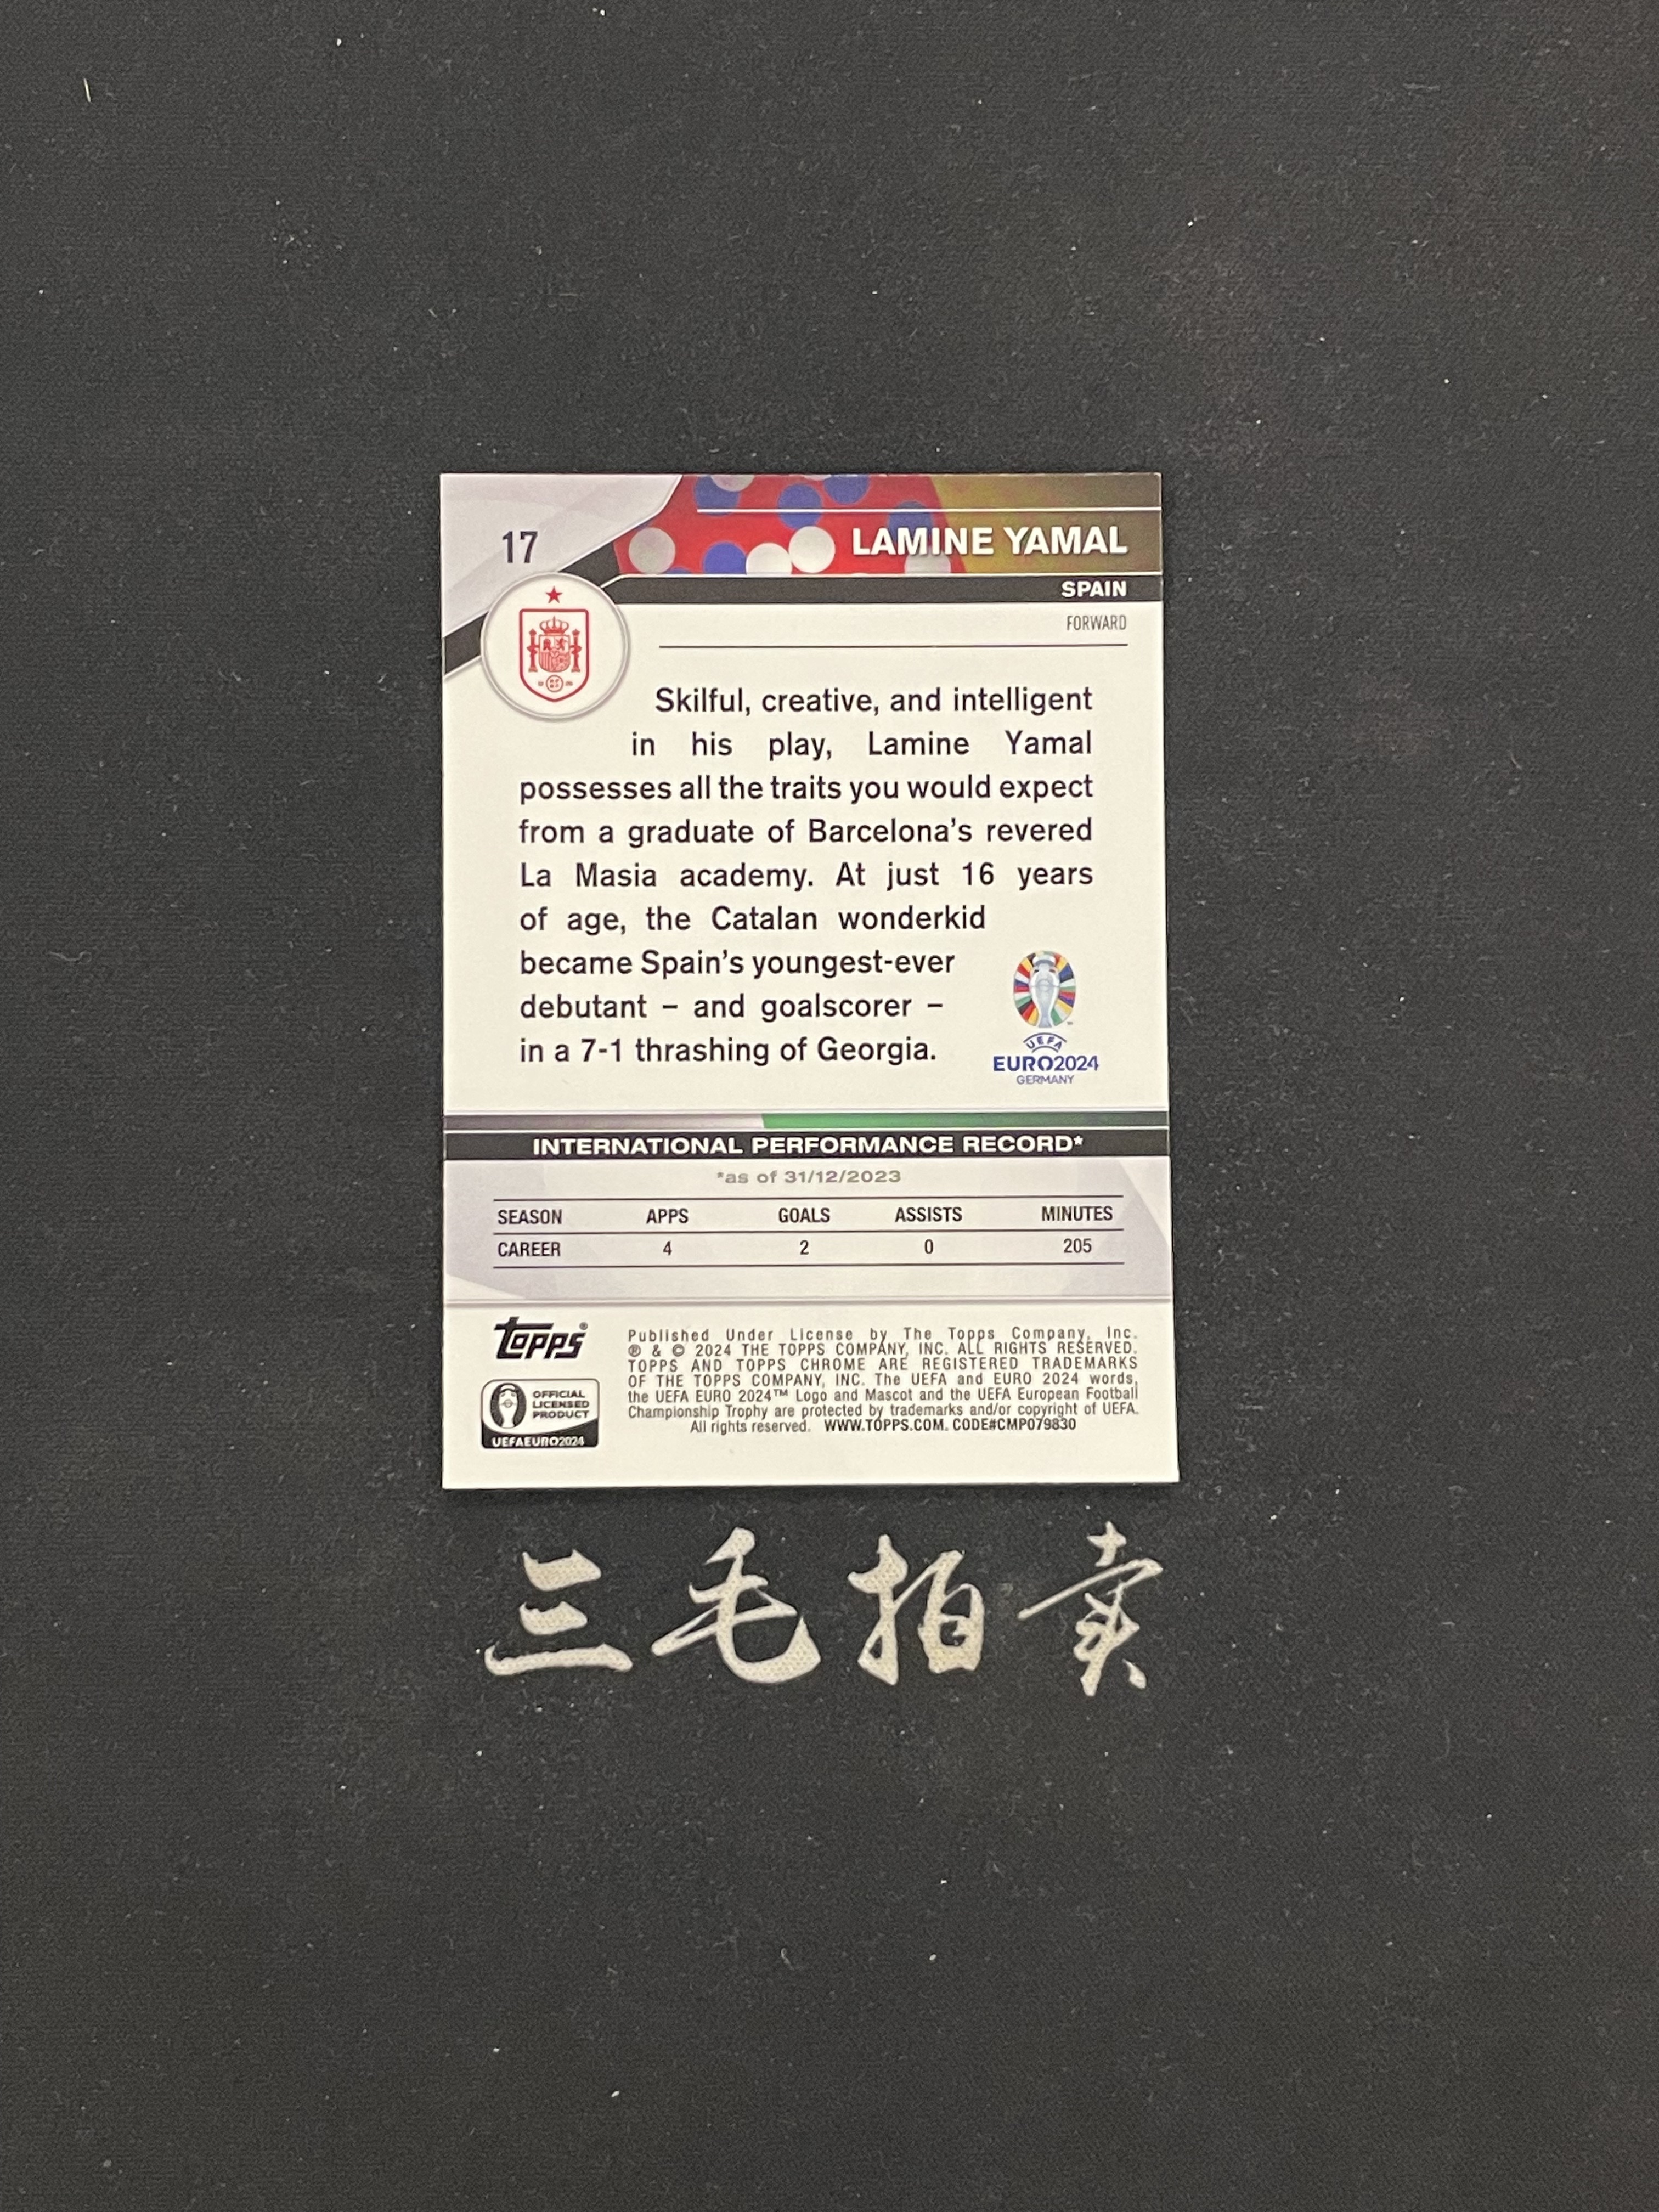 17
LAMINE YAMAL
SPAIN
FORWARD
Skilful, creative, and intelligent
in his play, Lamine Yamal
possesses all the traits you would expect
from a graduate of Barcelona's revered
La Masia academy. At just 16 years
of age, the Catalan wonderkid
became Spain's youngest-ever
debutant – and goalscorer –
in a 7-1 thrashing of Georgia.
UEFA
EURO2024
GERMANY
INTERNATIONAL PERFORMANCE RECORD*
*as of 31/12/2023
SEASON APPS GOALS ASSISTS MINUTES
CAREER 4 2 0 205
Topps®
OFFICIAL
LICENSED
PRODUCT
UEFAEURO2024
Published Under License by The Topps Company, Inc.
® & © 2024 THE TOPPS COMPANY, INC. ALL RIGHTS RESERVED.
TOPPS AND TOPPS CHROME ARE REGISTERED TRADEMARKS
OF THE TOPPS COMPANY, INC. The UEFA and EURO 2024 words,
the UEFA EURO 2024™ Logo and Mascot and the UEFA European Football
Championship Trophy are protected by trademarks and/or copyright of UEFA.
All rights reserved. WWW.TOPPS.COM. CODE#CMP079830
三毛拍卖